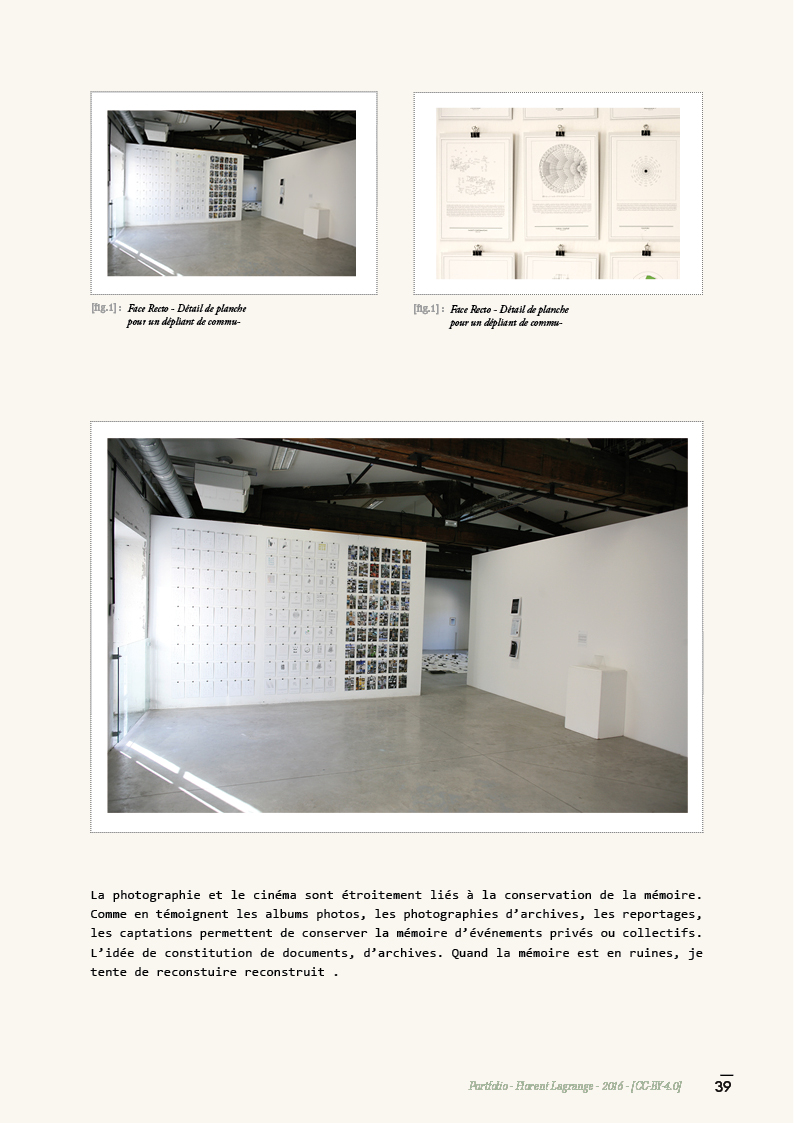 [fig.1] : Face Recto - Détail de planche
pour un dépliant de commu-
[fig.1] : Face Recto - Détail de planche
pour un dépliant de commu-
La photographie et le cinéma sont étroitement liés à la conservation de la mémoire.
Comme en témoignent les albums photos, les photographies d’archives, les reportages,
les captations permettent de conserver la mémoire d’événements privés ou collectifs.
L’idée de constitution de documents, d’archives. Quand la mémoire est en ruines, je
tente de reconstuire reconstruit .
Portfolio - Florent Lagrange - 2016 - [CC-BY-4.0]
39